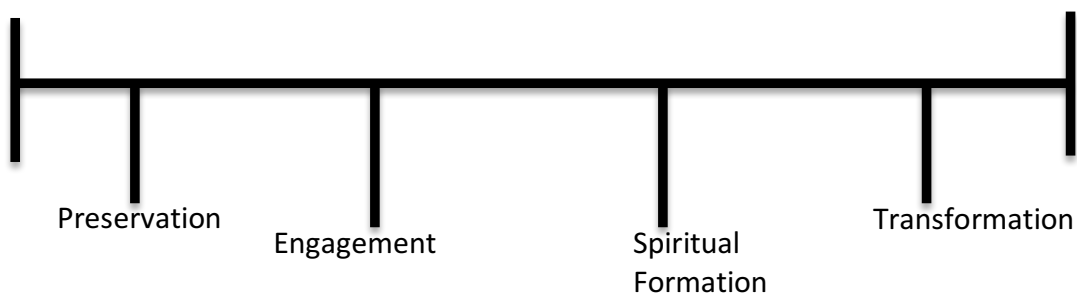 Preservation
Engagement
Spiritual
Formation
Transformation